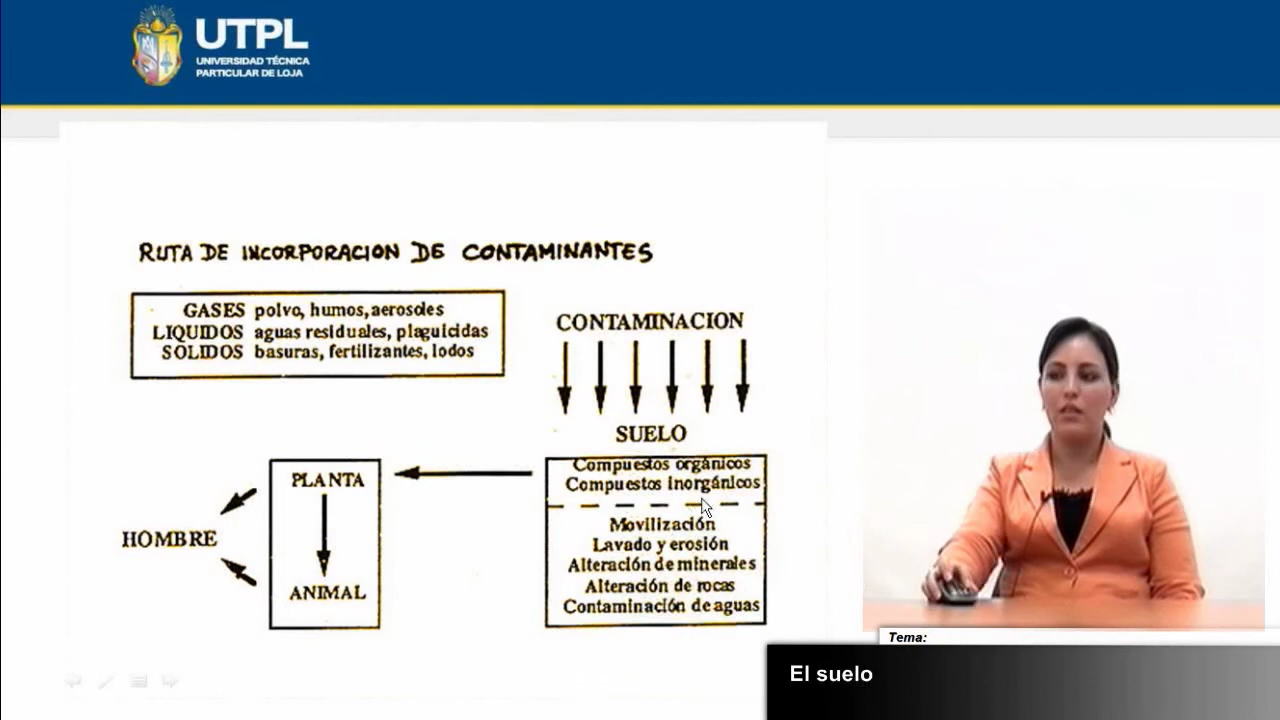 UTPL
UNIVERSIDAD TÉCNICA
PARTICULAR DE LOJA
RUTA DE INCORPORACION DE CONTAMINANTES
GASES polvo, humos, aerosoles
LIQUIDOS aguas residuales, plaguicidas
SOLIDOS basuras, fertilizantes, lodos
CONTAMINACION
SUELO
Compuestos orgánicos
Compuestos inorgánicos
Movilización
Lavado y erosión
Alteración de minerales
Alteración de rocas
Contaminación de aguas
PLANTA
HOMBRE
ANIMAL
Tema:
El suelo